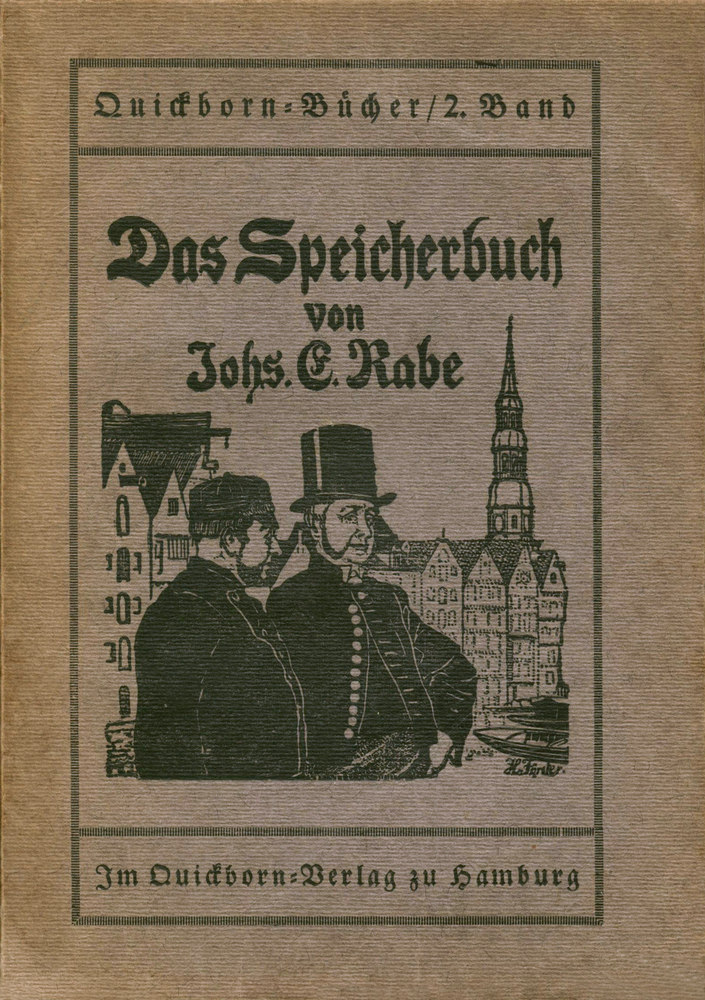 Quickborn-Bücher/2. Band
Das Speicherbuch
von
Johs. E. Rabe
Im Quickborn-Verlag zu Hamburg